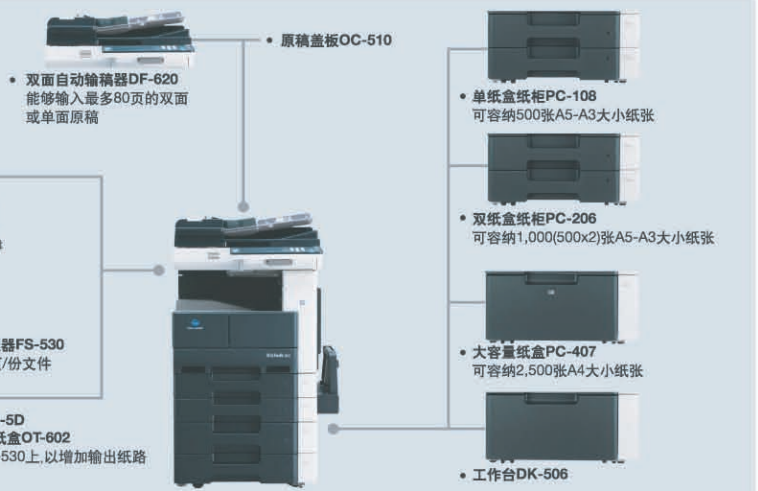 原稿盖板OC-510
双面自动输稿器DF-620
能够输入最多80页的双面
或单面原稿
单纸盒纸柜PC-108
可容纳500张A5-A3大小纸张
双纸盒纸柜PC-206
可容纳1,000(500x2)张A5-A3大小纸张
器FS-530
/份文件
大容量纸盒PC-407
可容纳2,500张A4大小纸张
-5D
纸盒OT-602
530上,以增加输出纸路
工作台DK-506